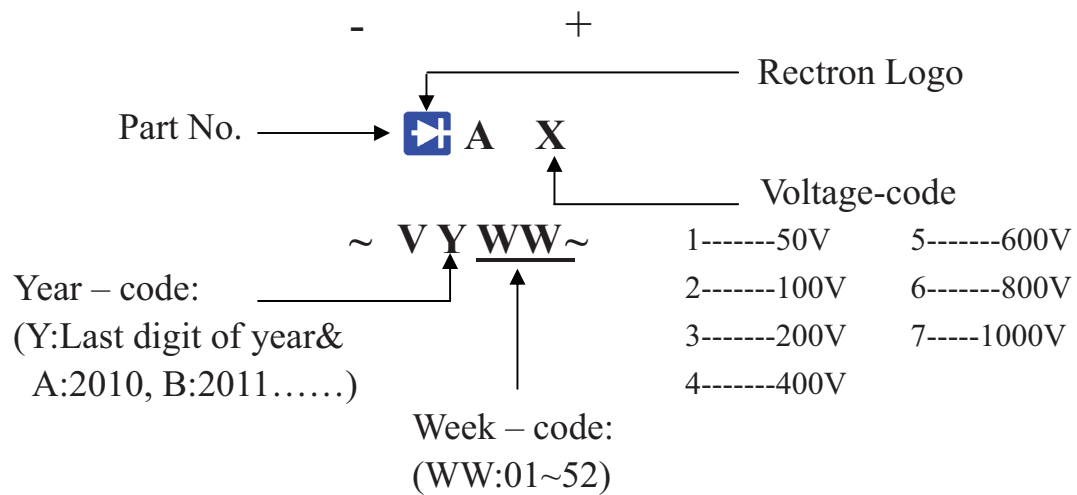 - +
Rectron Logo
Part No. A X
Voltage-code
~ V Y WW~
1-------50V 5-------600V
Year – code:
2-------100V 6-------800V
(Y:Last digit of year&
3-------200V 7-----1000V
A:2010, B:2011……)
4-------400V
Week – code:
(WW:01~52)